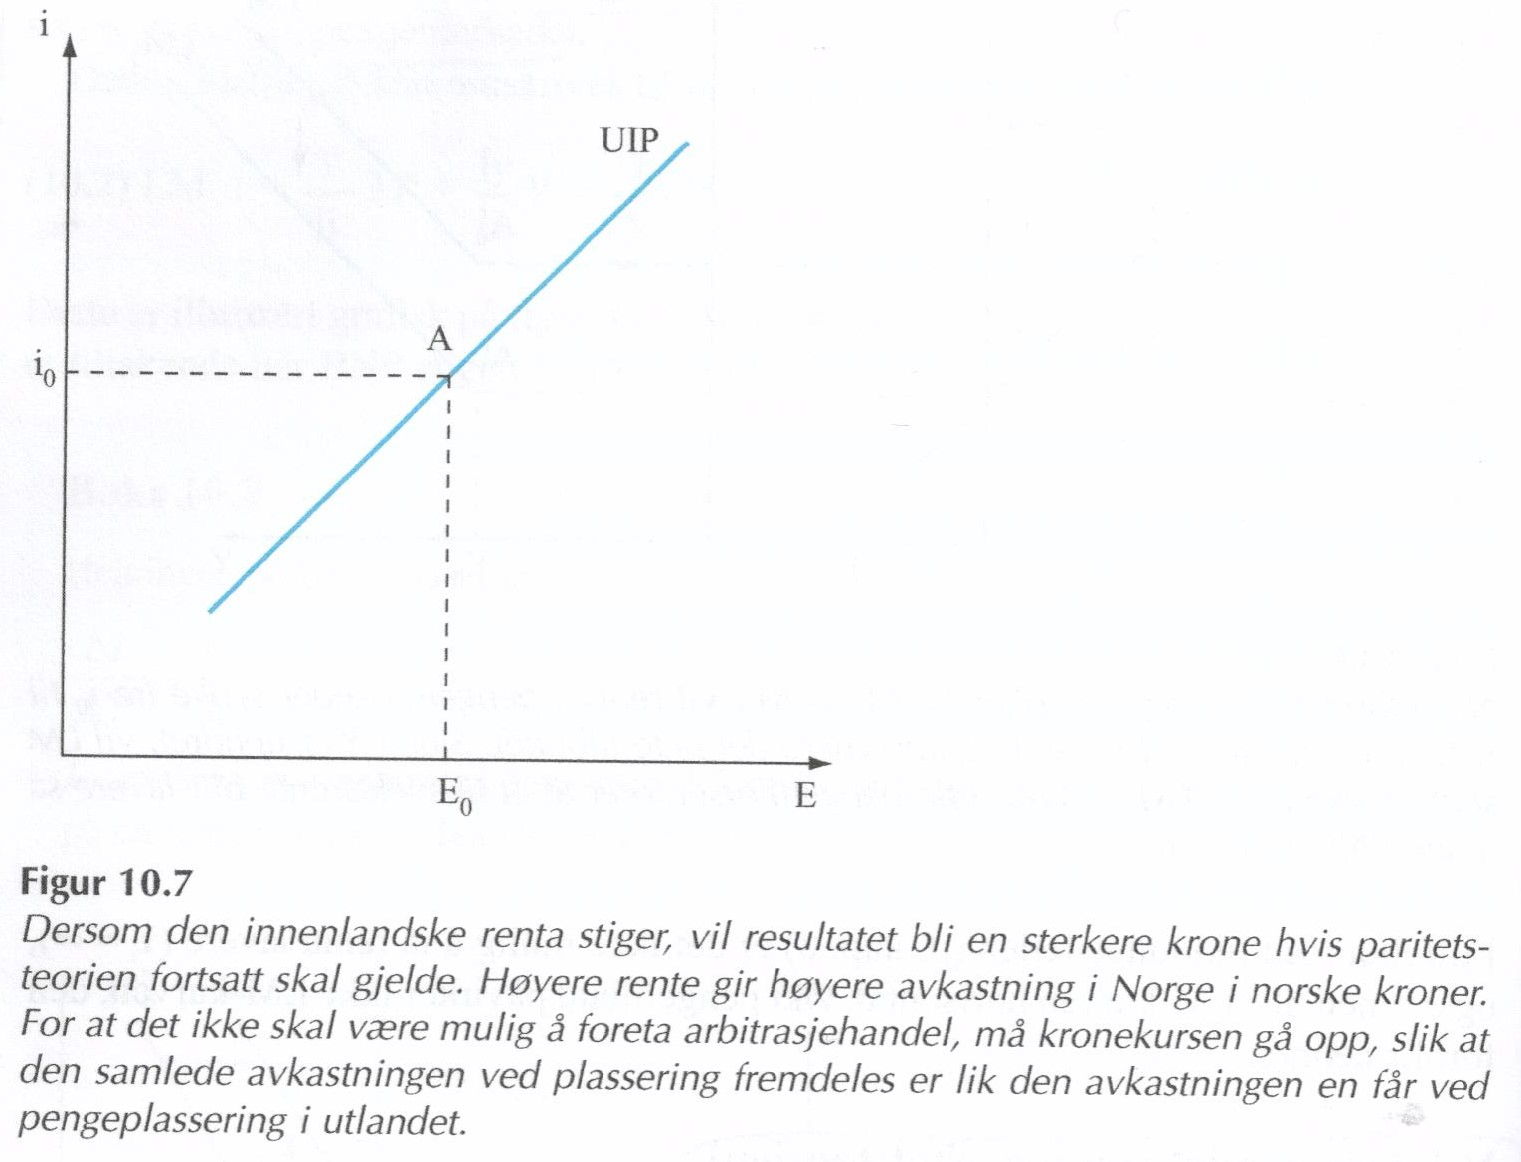 i
UIP
A
i₀
E₀
E
Figur 10.7
Dersom den innenlandske renta stiger, vil resultatet bli en sterkere krone hvis paritets-
teorien fortsatt skal gjelde. Høyere rente gir høyere avkastning i Norge i norske kroner.
For at det ikke skal være mulig å foreta arbitrasjehandel, må kronekursen gå opp, slik at
den samlede avkastningen ved plassering fremdeles er lik den avkastningen en får ved
pengeplassering i utlandet.